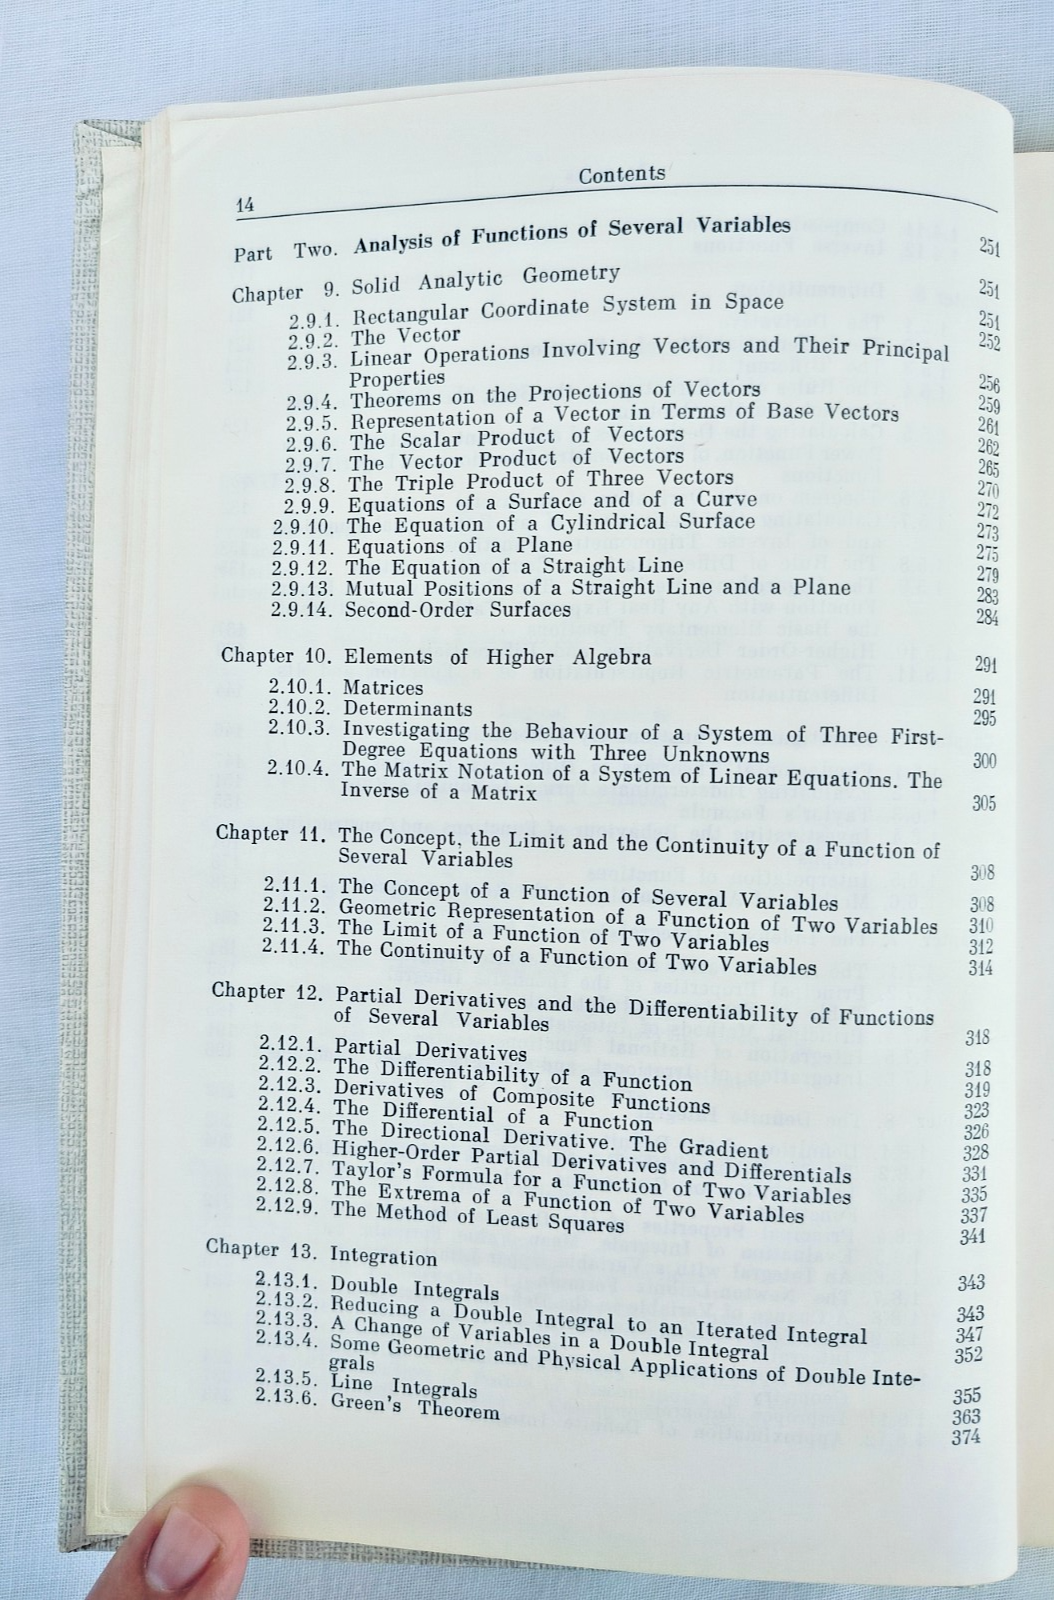 14 Contents
Part Two. Analysis of Functions of Several Variables 251
Chapter 9. Solid Analytic Geometry 251
2.9.1. Rectangular Coordinate System in Space 251
2.9.2. The Vector 252
2.9.3. Linear Operations Involving Vectors and Their Principal
Properties 256
2.9.4. Theorems on the Projections of Vectors 259
2.9.5. Representation of a Vector in Terms of Base Vectors 261
2.9.6. The Scalar Product of Vectors 262
2.9.7. The Vector Product of Vectors 265
2.9.8. The Triple Product of Three Vectors 270
2.9.9. Equations of a Surface and of a Curve 272
2.9.10. The Equation of a Cylindrical Surface 273
2.9.11. Equations of a Plane 275
2.9.12. The Equation of a Straight Line 279
2.9.13. Mutual Positions of a Straight Line and a Plane 283
2.9.14. Second-Order Surfaces 284
Chapter 10. Elements of Higher Algebra 291
2.10.1. Matrices 291
2.10.2. Determinants 295
2.10.3. Investigating the Behaviour of a System of Three First-
Degree Equations with Three Unknowns 300
2.10.4. The Matrix Notation of a System of Linear Equations. The
Inverse of a Matrix 305
Chapter 11. The Concept, the Limit and the Continuity of a Function of
Several Variables 308
2.11.1. The Concept of a Function of Several Variables 308
2.11.2. Geometric Representation of a Function of Two Variables 310
2.11.3. The Limit of a Function of Two Variables 312
2.11.4. The Continuity of a Function of Two Variables 314
Chapter 12. Partial Derivatives and the Differentiability of Functions
of Several Variables 318
2.12.1. Partial Derivatives 318
2.12.2. The Differentiability of a Function 319
2.12.3. Derivatives of Composite Functions 323
2.12.4. The Differential of a Function 326
2.12.5. The Directional Derivative. The Gradient 328
2.12.6. Higher-Order Partial Derivatives and Differentials 331
2.12.7. Taylor's Formula for a Function of Two Variables 335
2.12.8. The Extrema of a Function of Two Variables 337
2.12.9. The Method of Least Squares 341
Chapter 13. Integration 343
2.13.1. Double Integrals 343
2.13.2. Reducing a Double Integral to an Iterated Integral 347
2.13.3. A Change of Variables in a Double Integral 352
2.13.4. Some Geometric and Physical Applications of Double Inte-
grals 355
2.13.5. Line Integrals 363
2.13.6. Green's Theorem 374